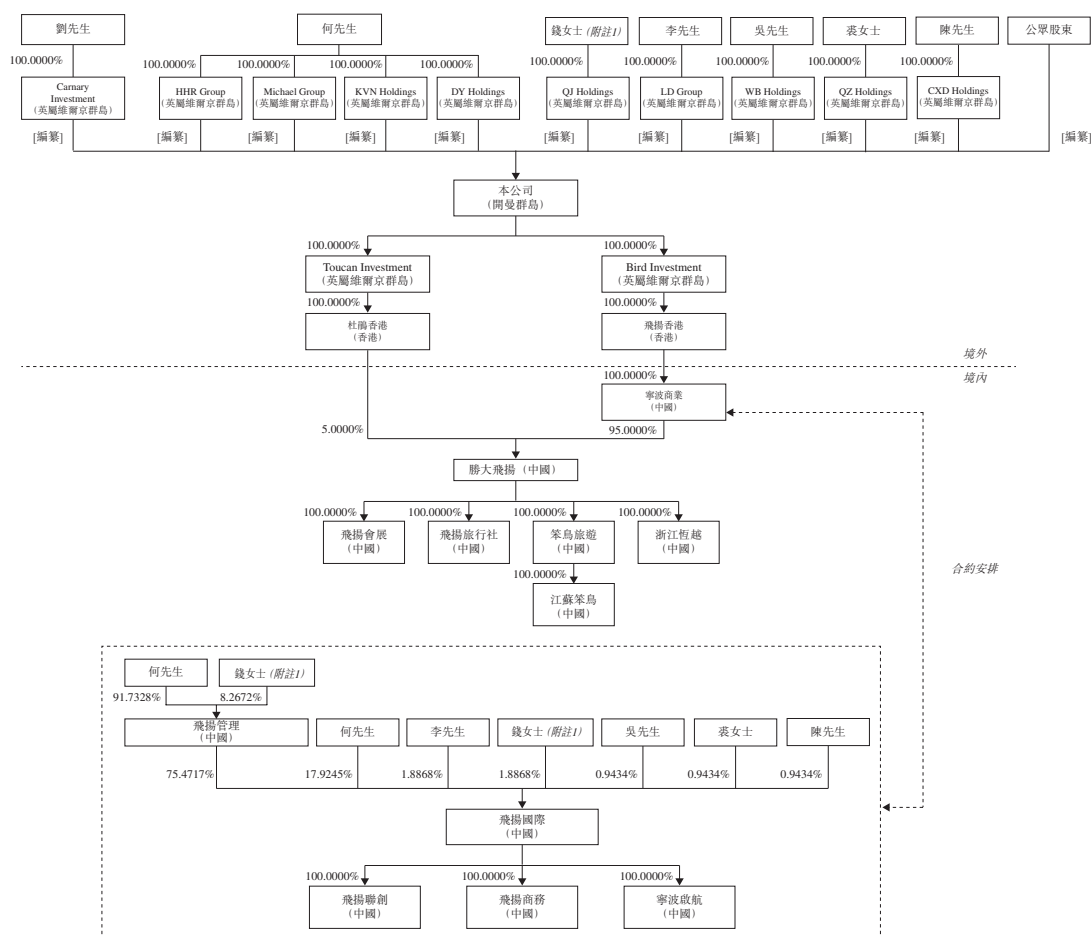 劉先生
何先生
錢女士 (附註1)
李先生
吳先生
裘女士
陳先生
公眾股東
100.0000%
100.0000%
100.0000%
100.0000%
100.0000%
100.0000%
100.0000%
100.0000%
100.0000%
100.0000%
Carnary
Investment
(英屬維爾京群島)
HHR Group
(英屬維爾京群島)
Michael Group
(英屬維爾京群島)
KVN Holdings
(英屬維爾京群島)
DY Holdings
(英屬維爾京群島)
QJ Holdings
(英屬維爾京群島)
LD Group
(英屬維爾京群島)
WB Holdings
(英屬維爾京群島)
QZ Holdings
(英屬維爾京群島)
CXD Holdings
(英屬維爾京群島)
[編纂]
[編纂]
[編纂]
[編纂]
[編纂]
[編纂]
[編纂]
[編纂]
[編纂]
[編纂]
[編纂]
本公司
(開曼群島)
100.0000%
100.0000%
Toucan Investment
(英屬維爾京群島)
Bird Investment
(英屬維爾京群島)
100.0000%
100.0000%
杜鵑香港
(香港)
飛揚香港
(香港)
境外
境內
100.0000%
寧波商業
(中國)
5.0000%
95.0000%
勝大飛揚 (中國)
100.0000%
100.0000%
100.0000%
100.0000%
飛揚會展
(中國)
飛揚旅行社
(中國)
笨鳥旅遊
(中國)
浙江恆越
(中國)
100.0000%
江蘇笨鳥
(中國)
合約安排
何先生
錢女士 (附註1)
91.7328%
8.2672%
飛揚管理
(中國)
何先生
李先生
錢女士 (附註1)
吳先生
裘女士
陳先生
75.4717%
17.9245%
1.8868%
1.8868%
0.9434%
0.9434%
0.9434%
飛揚國際
(中國)
100.0000%
100.0000%
100.0000%
飛揚聯創
(中國)
飛揚商務
(中國)
寧波啟航
(中國)